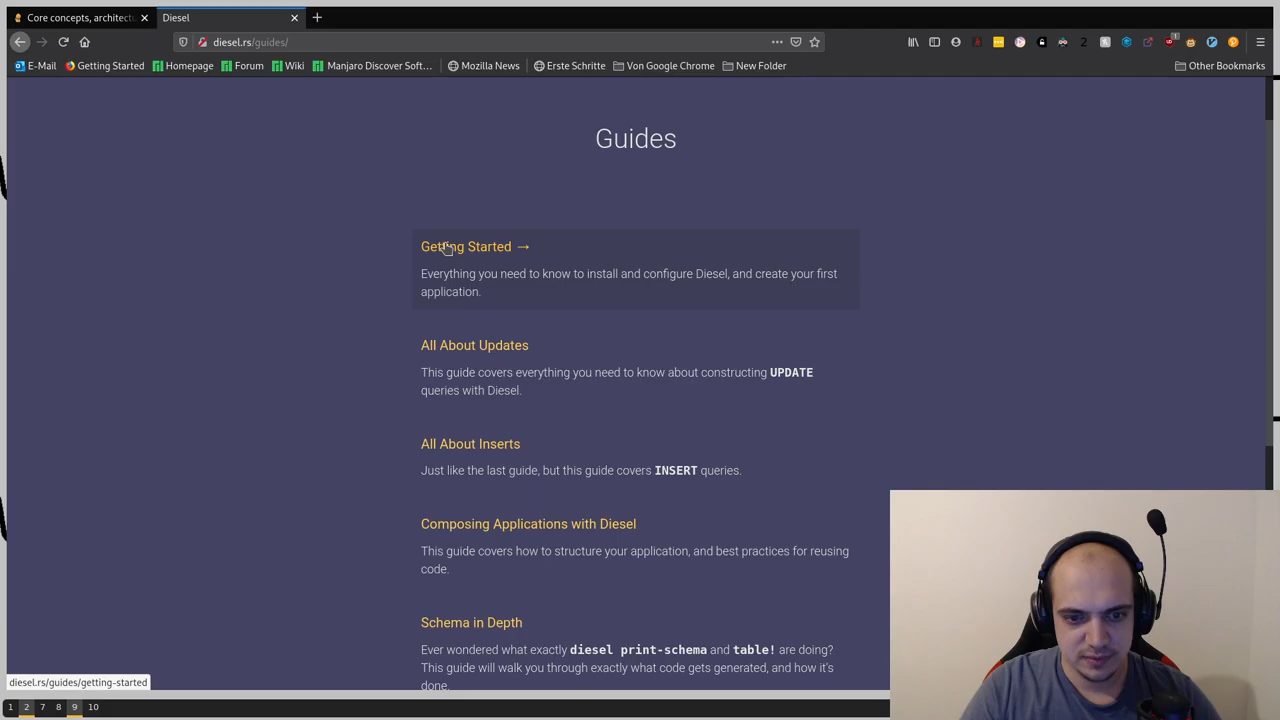 Core concepts, architectu
Diesel
diesel.rs/guides/
E-Mail
Getting Started
Homepage
Forum
Wiki
Manjaro Discover Soft...
Mozilla News
Erste Schritte
Von Google Chrome
New Folder
Other Bookmarks
Guides
Getting Started →
Everything you need to know to install and configure Diesel, and create your first
application.
All About Updates
This guide covers everything you need to know about constructing UPDATE
queries with Diesel.
All About Inserts
Just like the last guide, but this guide covers INSERT queries.
Composing Applications with Diesel
This guide covers how to structure your application, and best practices for reusing
code.
Schema in Depth
Ever wondered what exactly diesel print-schema and table! are doing?
This guide will walk you through exactly what code gets generated, and how it's
done.
diesel.rs/guides/getting-started
1 2 7 8 9 10